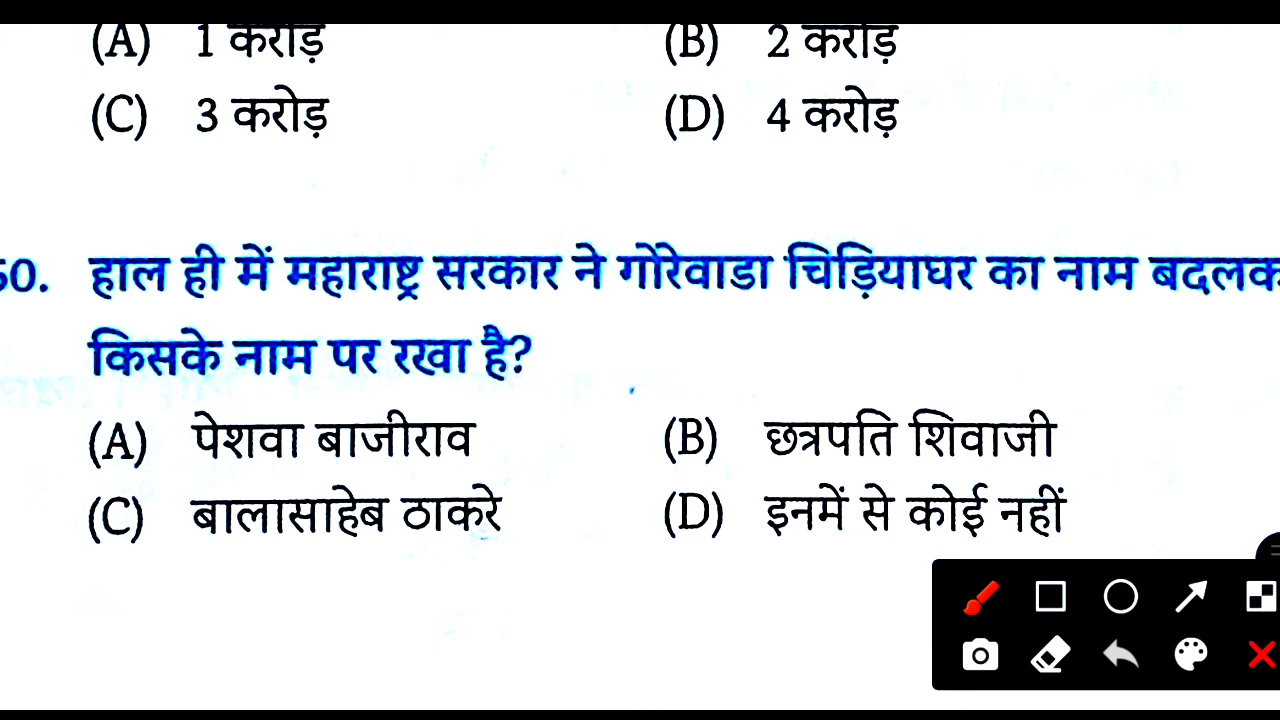 (A) 1 करोड़ (B) 2 करोड़
(C) 3 करोड़ (D) 4 करोड़
50. हाल ही में महाराष्ट्र सरकार ने गोरेवाडा चिड़ियाघर का नाम बदलक
किसके नाम पर रखा है?
(A) पेशवा बाजीराव (B) छत्रपति शिवाजी
(C) बालासाहेब ठाकरे (D) इनमें से कोई नहीं